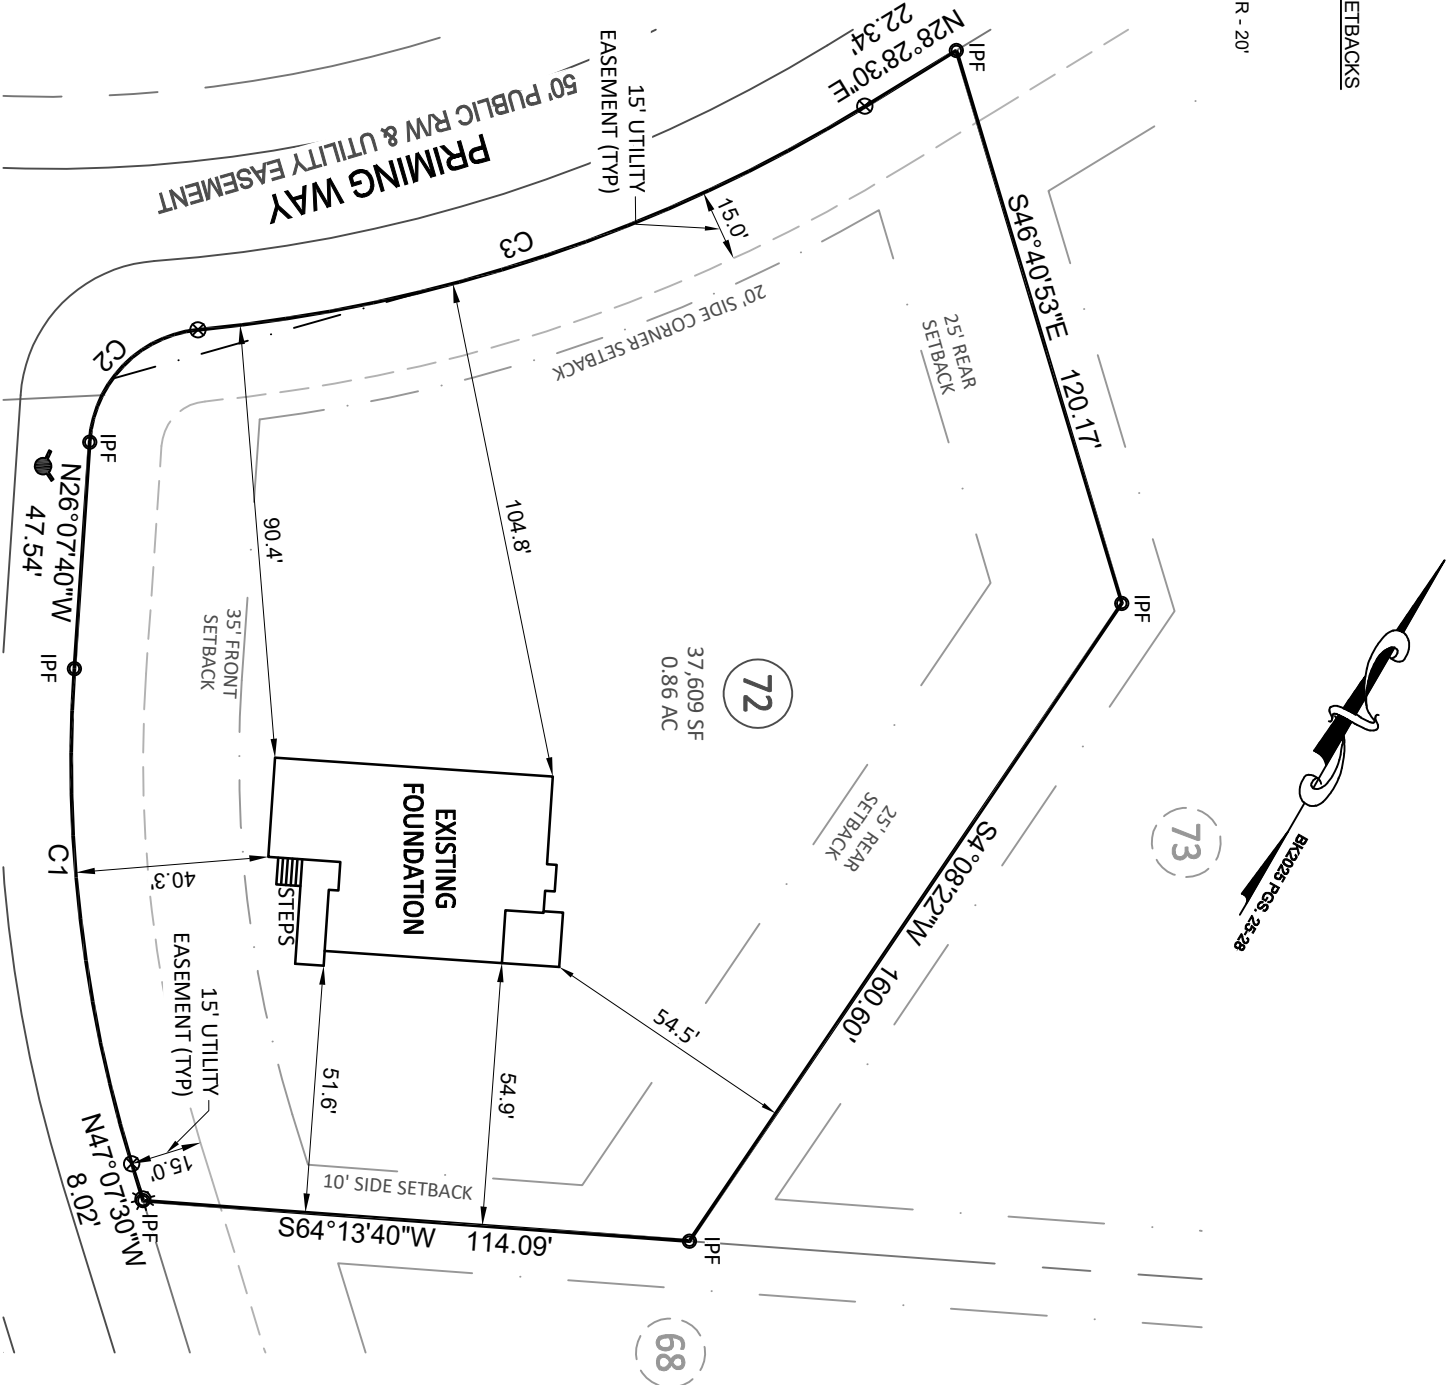 ETBACKS
R - 20'
N28°28'30"E
22.34'
IPF
50' PUBLIC R/W & UTILITY EASEMENT
PRIMING WAY
15' UTILITY
EASEMENT (TYP)
15.0'
C3
20' SIDE CORNER SETBACK
S46°40'53"E 120.17'
25' REAR
SETBACK
IPF
C2
IPF
N26°07'40"W
47.54'
IPF
90.4'
104.8'
35' FRONT
SETBACK
72
37,609 SF
0.86 AC
EXISTING
FOUNDATION
STEPS
40.3'
C1
25' REAR
SETBACK
S4°08'22"W 160.60'
73
BK2025 PGS. 25-28
54.5'
54.9'
51.6'
15' UTILITY
EASEMENT (TYP)
15.0'
N47°07'30"W
8.02'
IPF
10' SIDE SETBACK
S64°13'40"W 114.09'
IPF
68